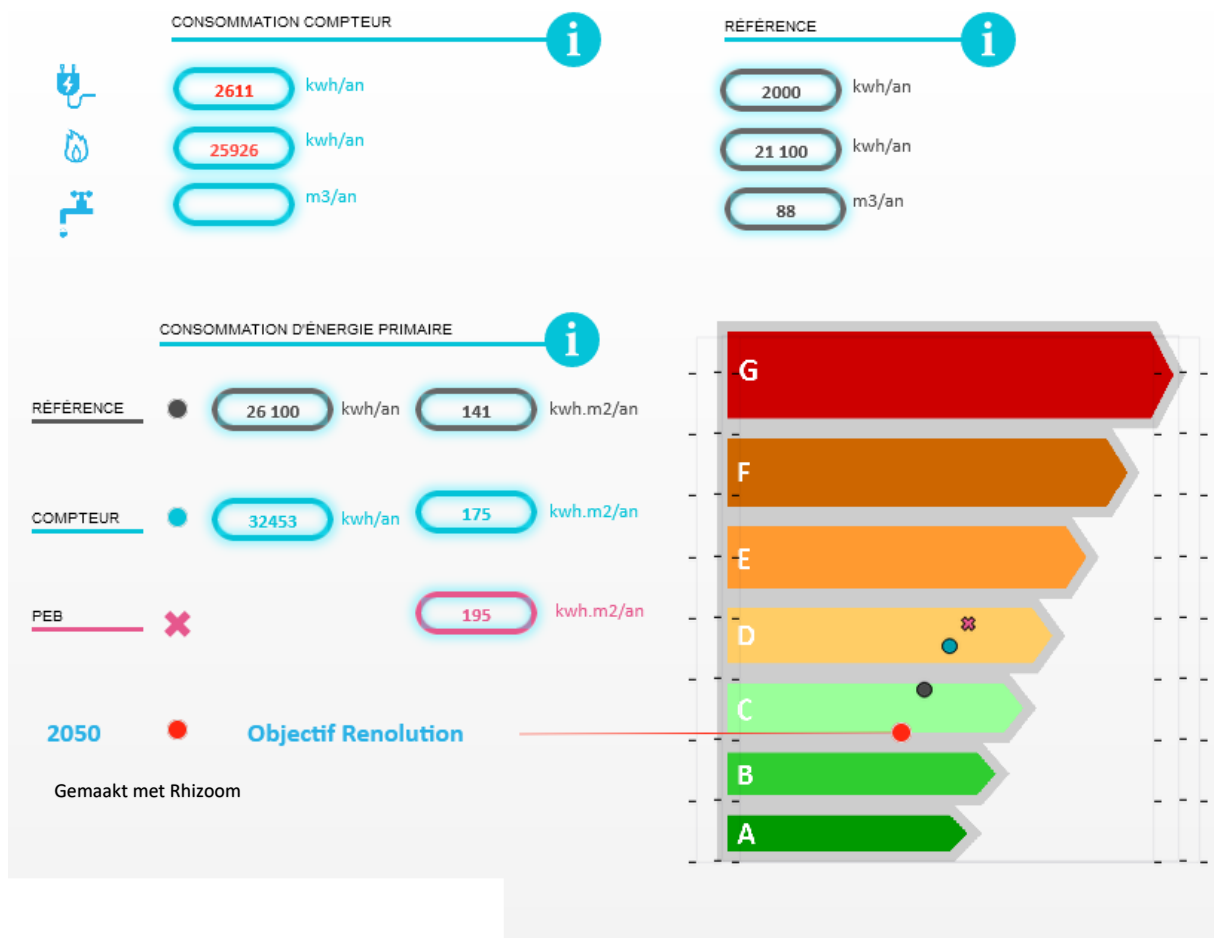 CONSOMMATION COMPTEUR
i
RÉFÉRENCE
i
2611 kwh/an
2000 kwh/an
25926 kwh/an
21 100 kwh/an
m3/an
88 m3/an
CONSOMMATION D'ÉNERGIE PRIMAIRE
i
RÉFÉRENCE 26 100 kwh/an 141 kwh.m2/an
COMPTEUR 32453 kwh/an 175 kwh.m2/an
PEB 195 kwh.m2/an
2050 Objectif Renolution
Gemaakt met Rhizoom
G
F
E
D
C
B
A